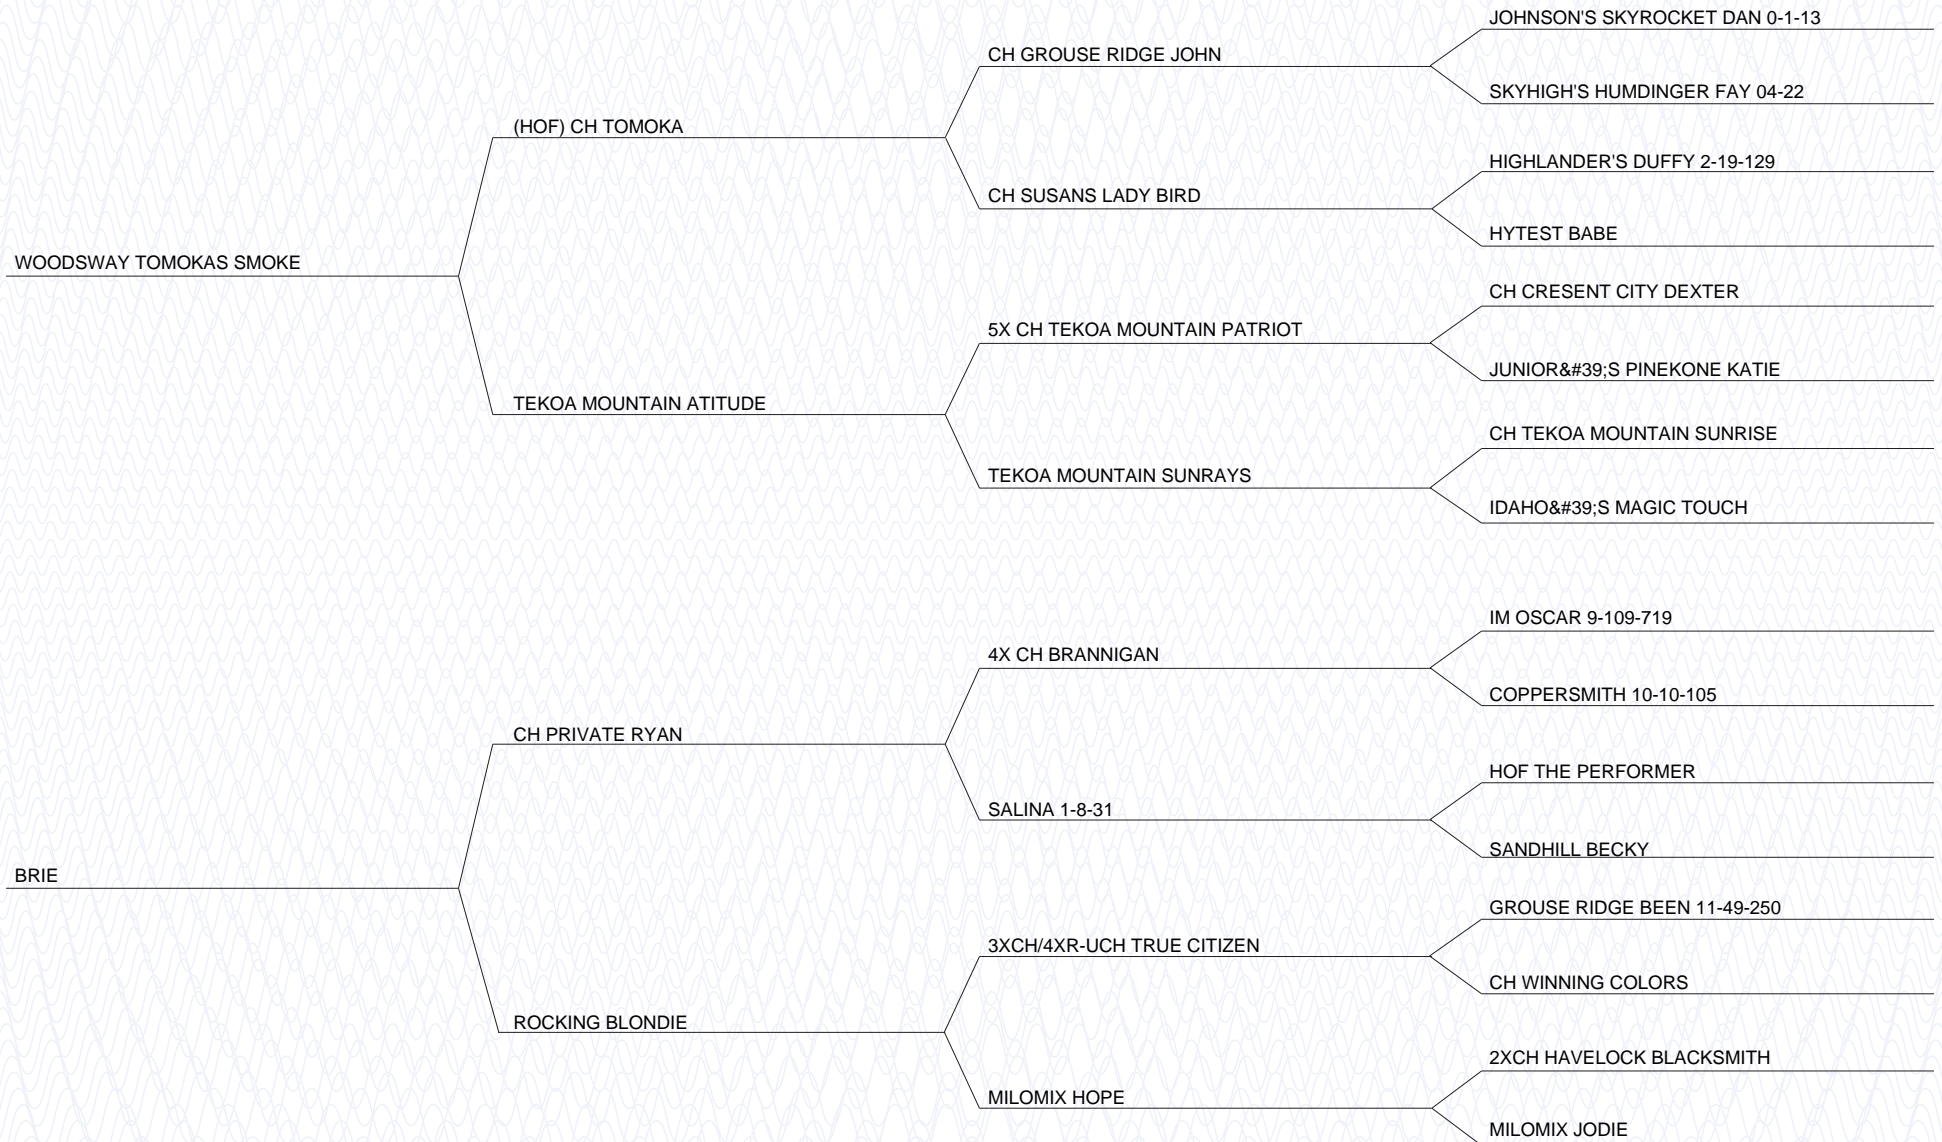 JOHNSON'S SKYROCKET DAN 0-1-13
CH GROUSE RIDGE JOHN
SKYHIGH'S HUMDINGER FAY 04-22
(HOF) CH TOMOKA
HIGHLANDER'S DUFFY 2-19-129
CH SUSANS LADY BIRD
HYTEST BABE
WOODSWAY TOMOKAS SMOKE
CH CRESENT CITY DEXTER
5X CH TEKOA MOUNTAIN PATRIOT
JUNIOR&#39;S PINEKONE KATIE
TEKOA MOUNTAIN ATITUDE
CH TEKOA MOUNTAIN SUNRISE
TEKOA MOUNTAIN SUNRAYS
IDAHO&#39;S MAGIC TOUCH
IM OSCAR 9-109-719
4X CH BRANNIGAN
COPPERSMITH 10-10-105
CH PRIVATE RYAN
HOF THE PERFORMER
SALINA 1-8-31
SANDHILL BECKY
BRIE
GROUSE RIDGE BEEN 11-49-250
3XCH/4XR-UCH TRUE CITIZEN
CH WINNING COLORS
ROCKING BLONDIE
2XCH HAVELOCK BLACKSMITH
MILOMIX HOPE
MILOMIX JODIE